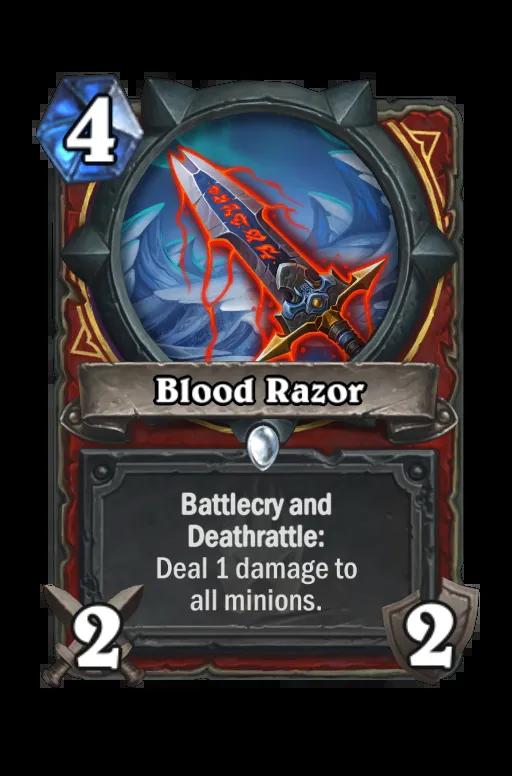 4
Blood Razor
Battlecry and
Deathrattle:
Deal 1 damage to
all minions.
2
2